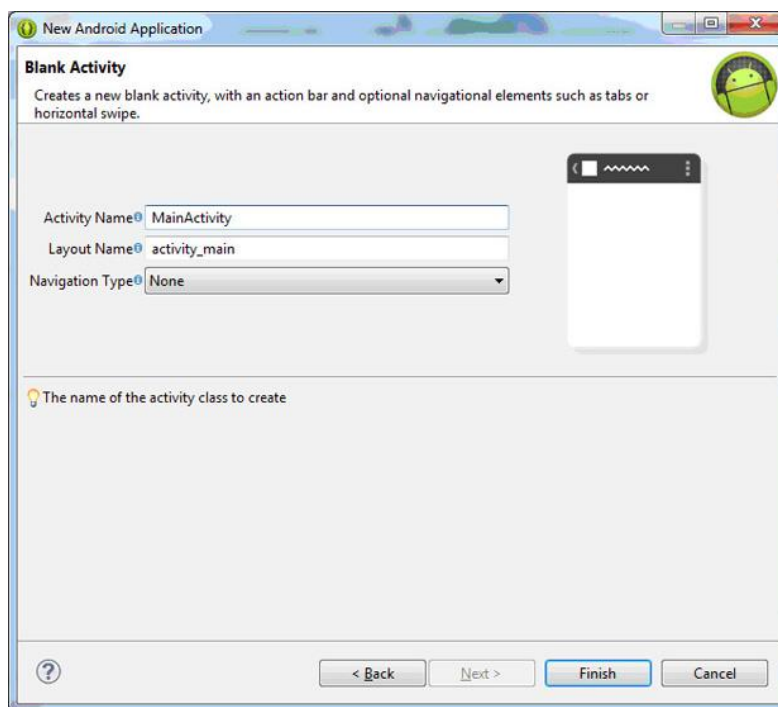 New Android Application
Blank Activity
Creates a new blank activity, with an action bar and optional navigational elements such as tabs or
horizontal swipe.
Activity Name MainActivity
Layout Name activity_main
Navigation Type None
The name of the activity class to create
?
< Back
Next >
Finish
Cancel